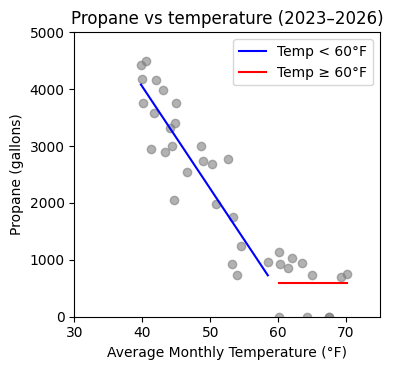 Propane vs temperature (2023–2026)
5000
4000
3000
2000
1000
0
Propane (gallons)
Temp < 60°F
Temp ≥ 60°F
30
40
50
60
70
Average Monthly Temperature (°F)